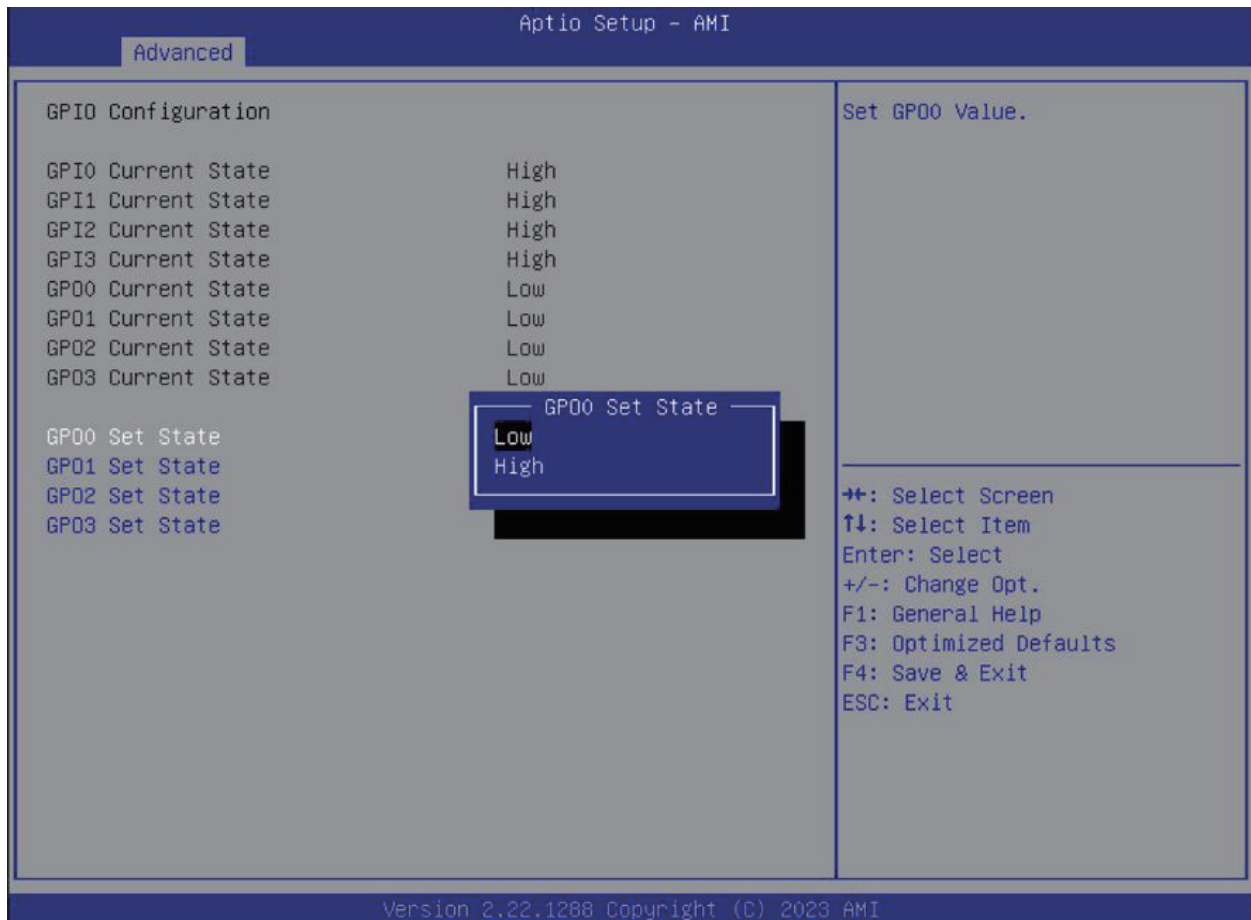 Aptio Setup - AMI
Advanced
GPIO Configuration
GPI0 Current State High
GPI1 Current State High
GPI2 Current State High
GPI3 Current State High
GPO0 Current State Low
GPO1 Current State Low
GPO2 Current State Low
GPO3 Current State Low
GPO0 Set State
GPO1 Set State
GPO2 Set State
GPO3 Set State
GPO0 Set State
Low
High
Set GPO0 Value.
→←: Select Screen
↑↓: Select Item
Enter: Select
+/-: Change Opt.
F1: General Help
F3: Optimized Defaults
F4: Save & Exit
ESC: Exit
Version 2.22.1288 Copyright (C) 2023 AMI